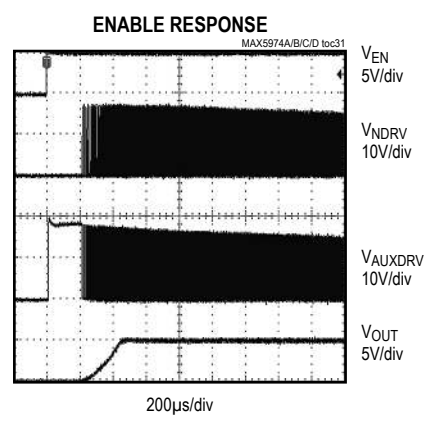 ENABLE RESPONSE
MAX5974A/B/C/D toc31
VEN
5V/div
VNDRV
10V/div
VAUXDRV
10V/div
VOUT
5V/div
200µs/div